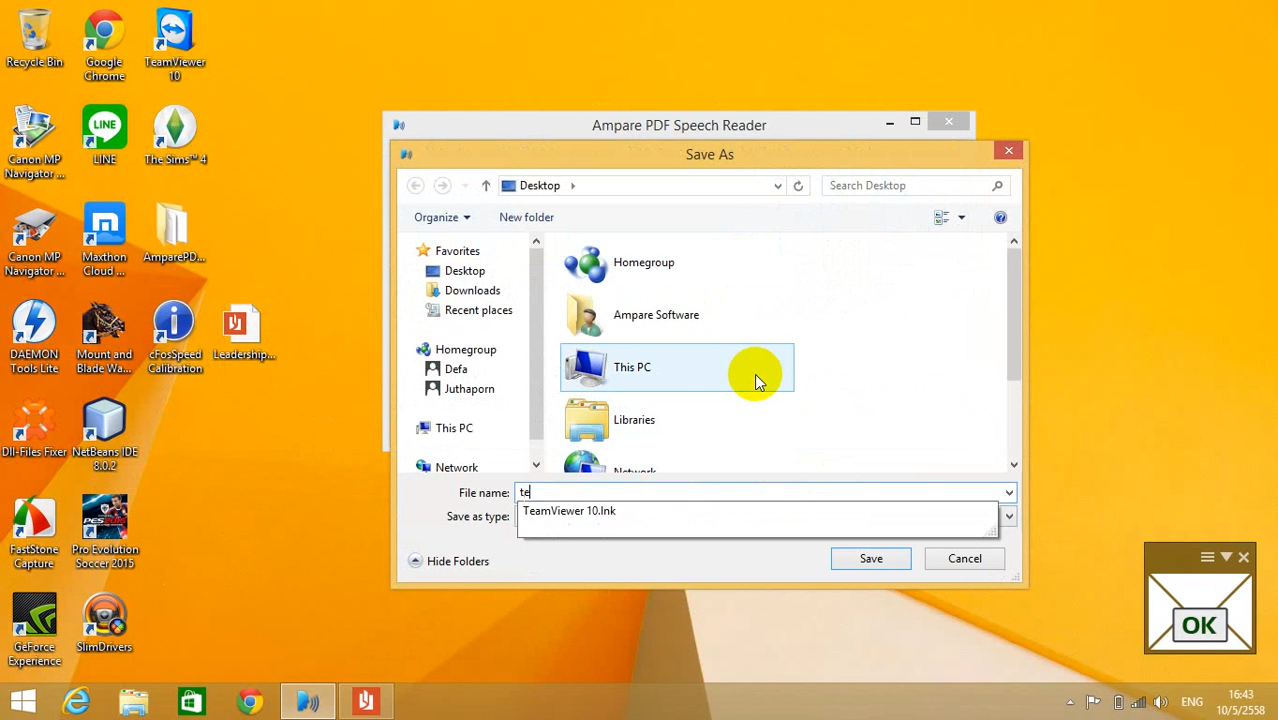 Recycle Bin
Google
Chrome
TeamViewer
10
Canon MP
Navigator ...
LINE
The Sims™ 4
Canon MP
Navigator ...
Maxthon
Cloud ...
AmparePD...
DAEMON
Tools Lite
Mount and
Blade Wa...
cFosSpeed
Calibration
Leadership...
Dll-Files Fixer
NetBeans IDE
8.0.2
FastStone
Capture
Pro Evolution
Soccer 2015
GeForce
Experience
SlimDrivers
Ampare PDF Speech Reader
Save As
Desktop
Search Desktop
Organize
New folder
Favorites
Desktop
Downloads
Recent places
Homegroup
Defa
Juthaporn
This PC
Network
Homegroup
Ampare Software
This PC
Libraries
Network
File name: te
TeamViewer 10.lnk
Save as type:
Hide Folders
Save
Cancel
OK
ENG
16:43
10/5/2558